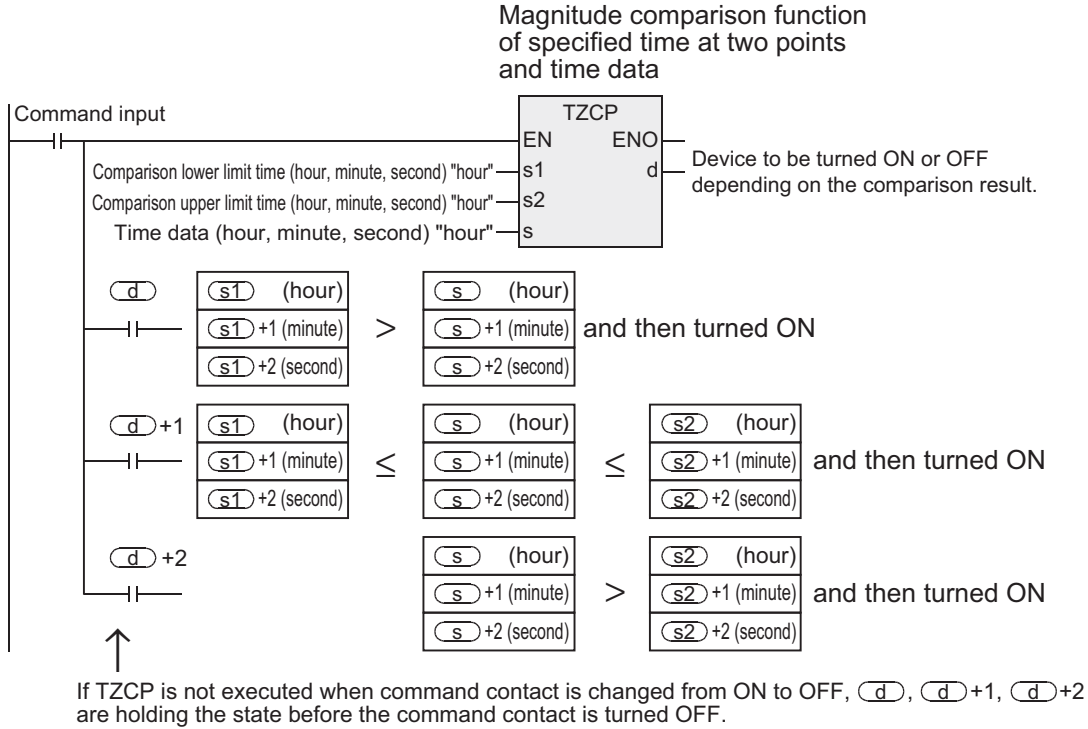 Magnitude comparison function
of specified time at two points
and time data
Command input
TZCP
EN ENO
Comparison lower limit time (hour, minute, second) "hour" s1 d
Device to be turned ON or OFF
depending on the comparison result.
Comparison upper limit time (hour, minute, second) "hour" s2
Time data (hour, minute, second) "hour" s
d s1 (hour) s (hour)
s1 +1 (minute) > s +1 (minute) and then turned ON
s1 +2 (second) s +2 (second)
d +1 s1 (hour) s (hour) s2 (hour)
s1 +1 (minute) ≤ s +1 (minute) ≤ s2 +1 (minute) and then turned ON
s1 +2 (second) s +2 (second) s2 +2 (second)
d +2 s (hour) s2 (hour)
s +1 (minute) > s2 +1 (minute) and then turned ON
s +2 (second) s2 +2 (second)
If TZCP is not executed when command contact is changed from ON to OFF, d , d +1, d +2
are holding the state before the command contact is turned OFF.